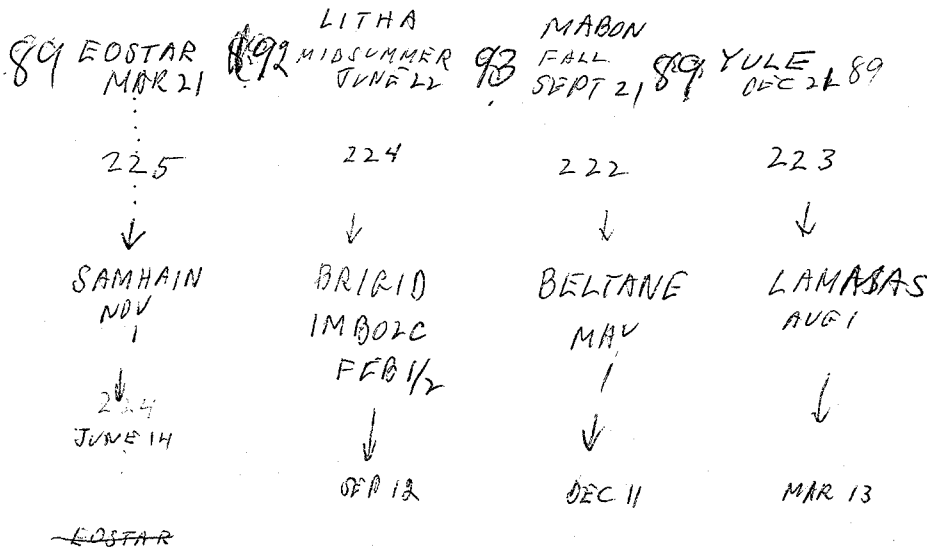 LITHA
MABON
89 EOSTAR 92 MIDSUMMER 93 FALL 89 YULE 89
MAR 21 JUNE 22 SEPT 21, DEC 21
225 224 222 223
SAMHAIN BRIGID BELTANE LAMMAS
NOV IMBOLC MAY AUG 1
1 FEB 1/2 1
224
JUNE 14
SEP 12 DEC 11 MAR 13
EOSTAR